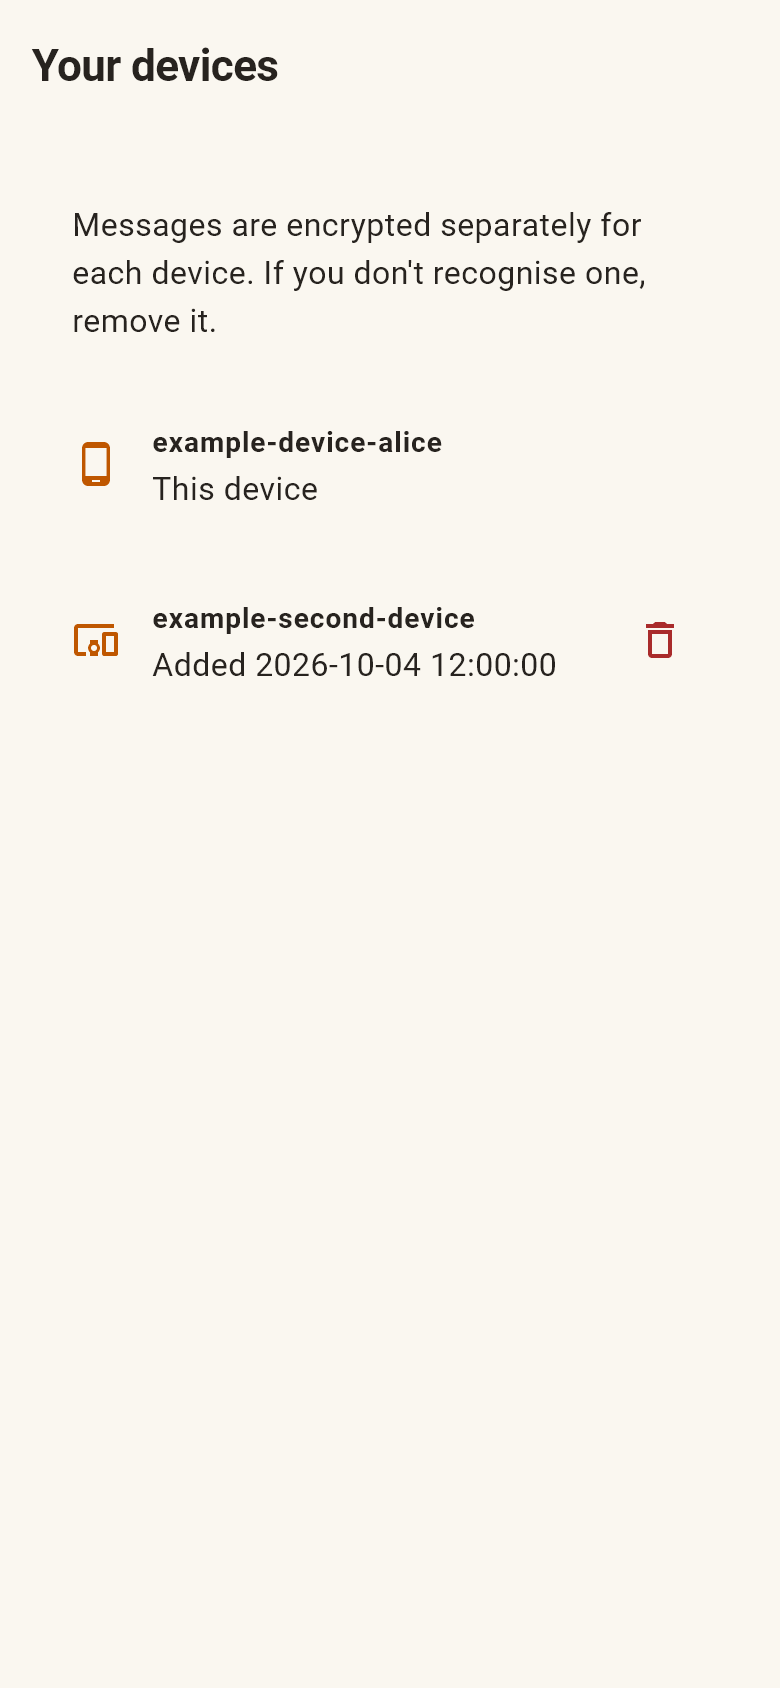 Your devices
Messages are encrypted separately for
each device. If you don't recognise one,
remove it.
example-device-alice
This device
example-second-device
Added 2026-10-04 12:00:00